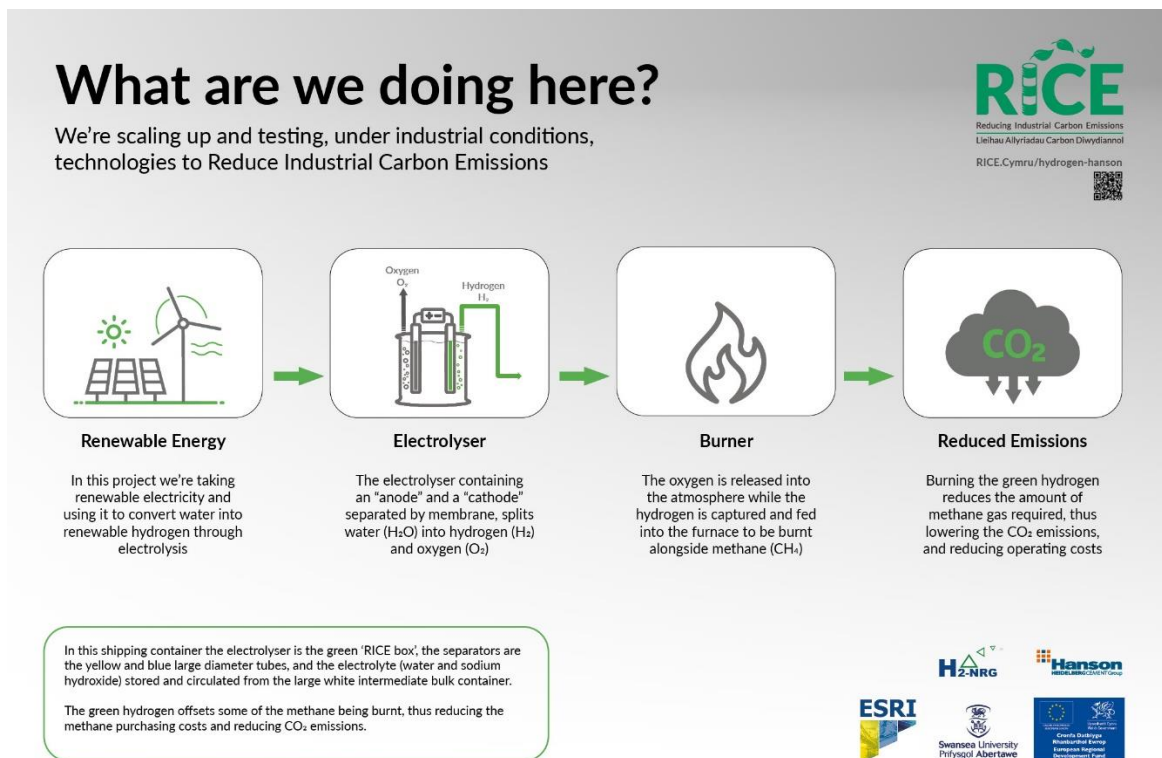 What are we doing here?
We're scaling up and testing, under industrial conditions,
technologies to Reduce Industrial Carbon Emissions
RICE
Reducing Industrial Carbon Emissions
Lleihau Allyriadau Carbon Diwydiannol
RICE.Cymru/hydrogen-hanson
Oxygen
O₂
Hydrogen
H₂
CO₂
Renewable Energy
In this project we're taking
renewable electricity and
using it to convert water into
renewable hydrogen through
electrolysis
Electrolyser
The electrolyser containing
an "anode" and a "cathode"
separated by membrane, splits
water (H₂O) into hydrogen (H₂)
and oxygen (O₂)
Burner
The oxygen is released into
the atmosphere while the
hydrogen is captured and fed
into the furnace to be burnt
alongside methane (CH₄)
Reduced Emissions
Burning the green hydrogen
reduces the amount of
methane gas required, thus
lowering the CO₂ emissions,
and reducing operating costs
In this shipping container the electrolyser is the green 'RICE box', the separators are
the yellow and blue large diameter tubes, and the electrolyte (water and sodium
hydroxide) stored and circulated from the large white intermediate bulk container.
The green hydrogen offsets some of the methane being burnt, thus reducing the
methane purchasing costs and reducing CO₂ emissions.
H2-NRG
Hanson
HEIDELBERGCEMENT Group
ESRI
Swansea University
Prifysgol Abertawe
Cronfa Datblygu
Rhanbarthol Ewrop
European Regional
Development Fund